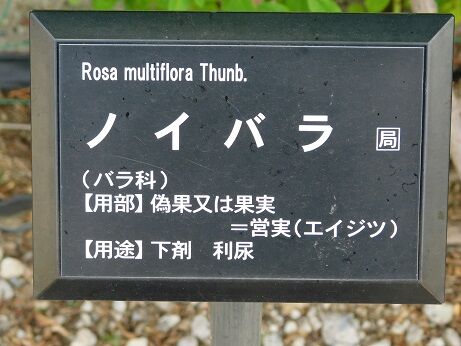 Rosa multiflora Thunb.
ノイバラ 局
(バラ科)
【用部】偽果又は果実
＝営実(エイジツ)
【用途】下剤　利尿